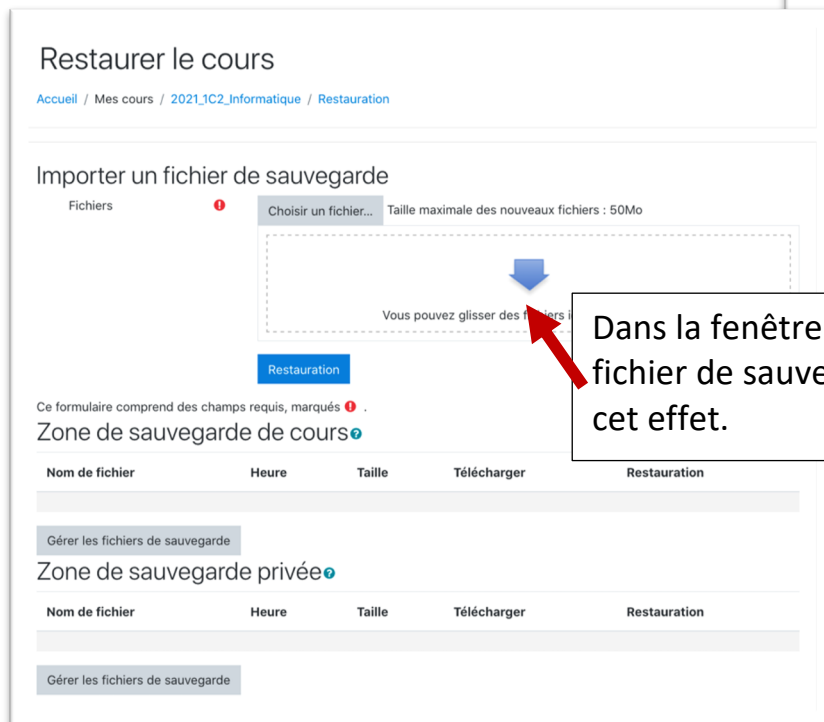 Restaurer le cours
Accueil / Mes cours / 2021_1C2_Informatique / Restauration
Importer un fichier de sauvegarde
Fichiers
Choisir un fichier... Taille maximale des nouveaux fichiers : 50Mo
Vous pouvez glisser des fichiers
Dans la fenêtre
fichier de sauve
cet effet.
Restauration
Ce formulaire comprend des champs requis, marqués .
Zone de sauvegarde de cours
Nom de fichier Heure Taille Télécharger Restauration
Gérer les fichiers de sauvegarde
Zone de sauvegarde privée
Nom de fichier Heure Taille Télécharger Restauration
Gérer les fichiers de sauvegarde